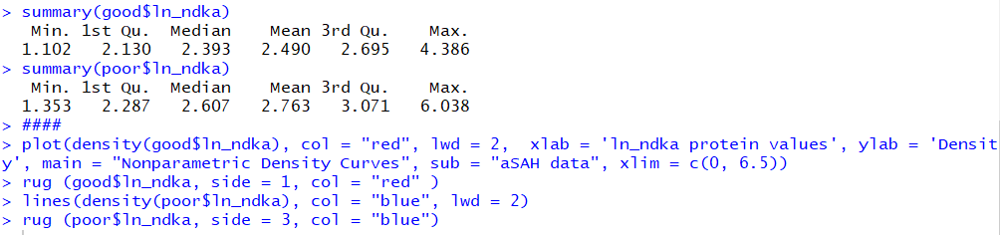 > summary(good$ln_ndka)
   Min. 1st Qu.  Median    Mean 3rd Qu.    Max.
  1.102   2.130   2.393   2.490   2.695   4.386
> summary(poor$ln_ndka)
   Min. 1st Qu.  Median    Mean 3rd Qu.    Max.
  1.353   2.287   2.607   2.763   3.071   6.038
> ####
> plot(density(good$ln_ndka), col = "red", lwd = 2,  xlab = 'ln_ndka protein values', ylab = 'Densit
y', main = "Nonparametric Density Curves", sub = "aSAH data", xlim = c(0, 6.5))
> rug (good$ln_ndka, side = 1, col = "red" )
> lines(density(poor$ln_ndka), col = "blue", lwd = 2)
> rug (poor$ln_ndka, side = 3, col = "blue")